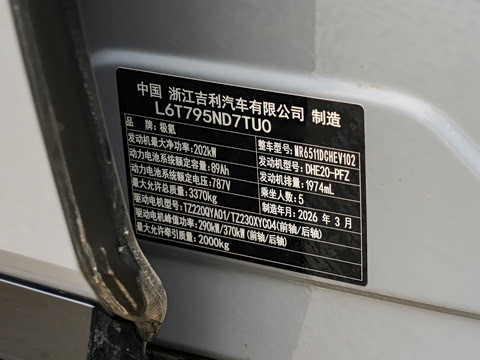 中国 浙江吉利汽车有限公司 制造
L6T795ND7TU0
品牌:极氪
发动机最大净功率:202kW 整车型号:MR6511DCHEV102
动力电池系统额定容量:89Ah 发动机型号:DHE20-PFZ
动力电池系统额定电压:787V 发动机排量:1974mL
最大允许总质量:3370kg 乘坐人数:5
驱动电机型号:TZ220QYA01/TZ230XYC04(前轴/后轴) 制造年月:2026 年 3 月
驱动电机峰值功率:290kW/370kW(前轴/后轴)
最大允许牵引质量:2000kg